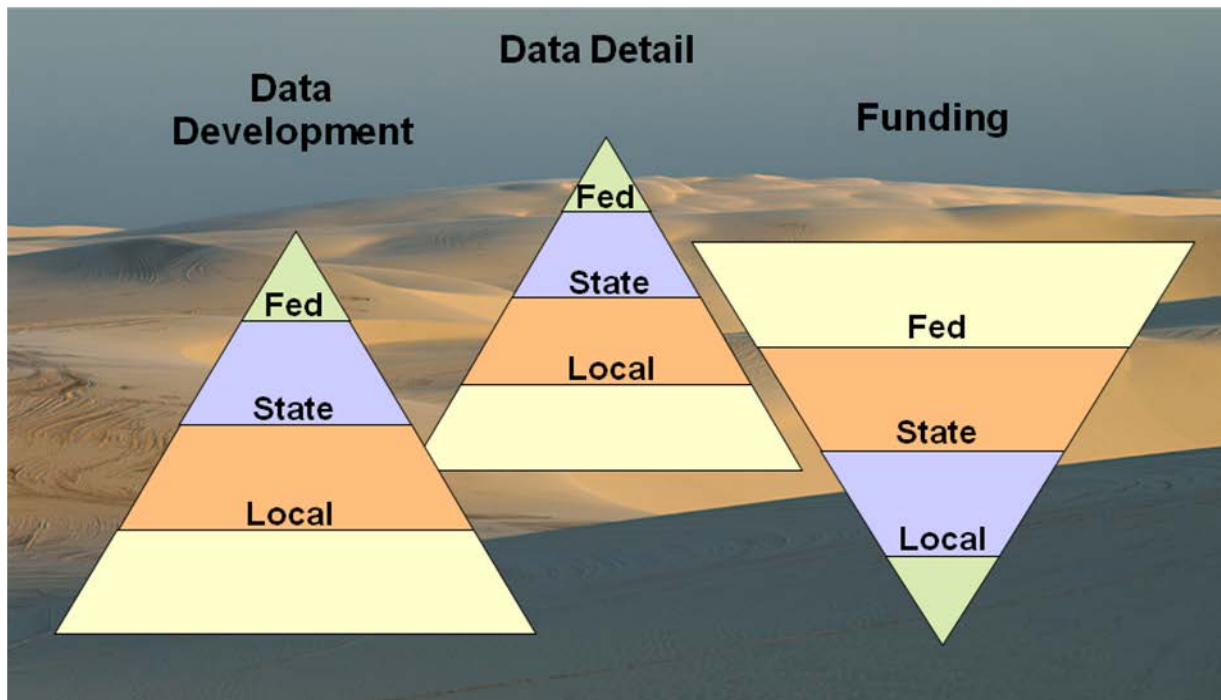 Data
Development
Fed
State
Local
Data Detail
Fed
State
Local
Funding
Fed
State
Local